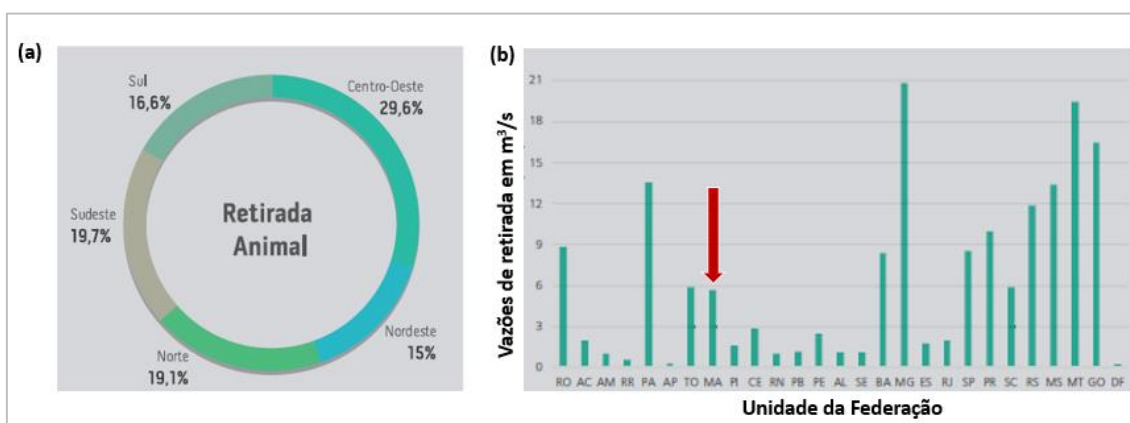 (a)
Sul
16,6%
Centro-Oeste
29,6%
Sudeste
19,7%
Retirada
Animal
Nordeste
15%
Norte
19,1%
(b)
Vazões de retirada em m³/s
21
18
15
12
9
6
3
0
RO AC AM RR PA AP TO MA PI CE RN PB PE AL SE BA MG ES RJ SP PR SC RS MS MT GO DF
Unidade da Federação